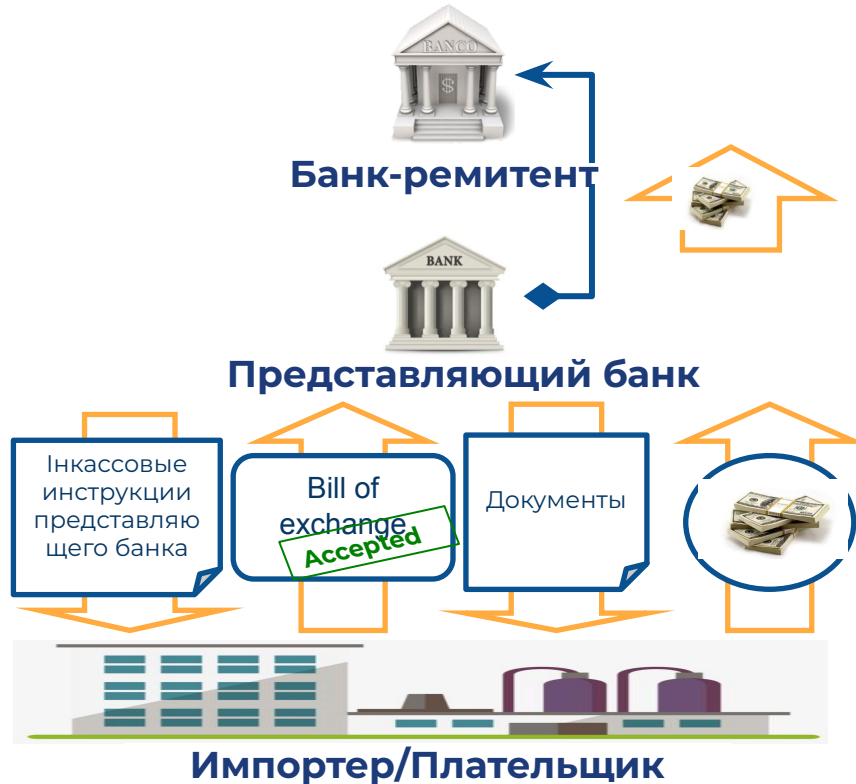 BANCO
$
Банк-ремитент
BANK
Представляющий банк
Інкассовые
инструкции
представляю
щего банка
Bill of
exchange
Accepted
Документы
Импортер/Плательщик